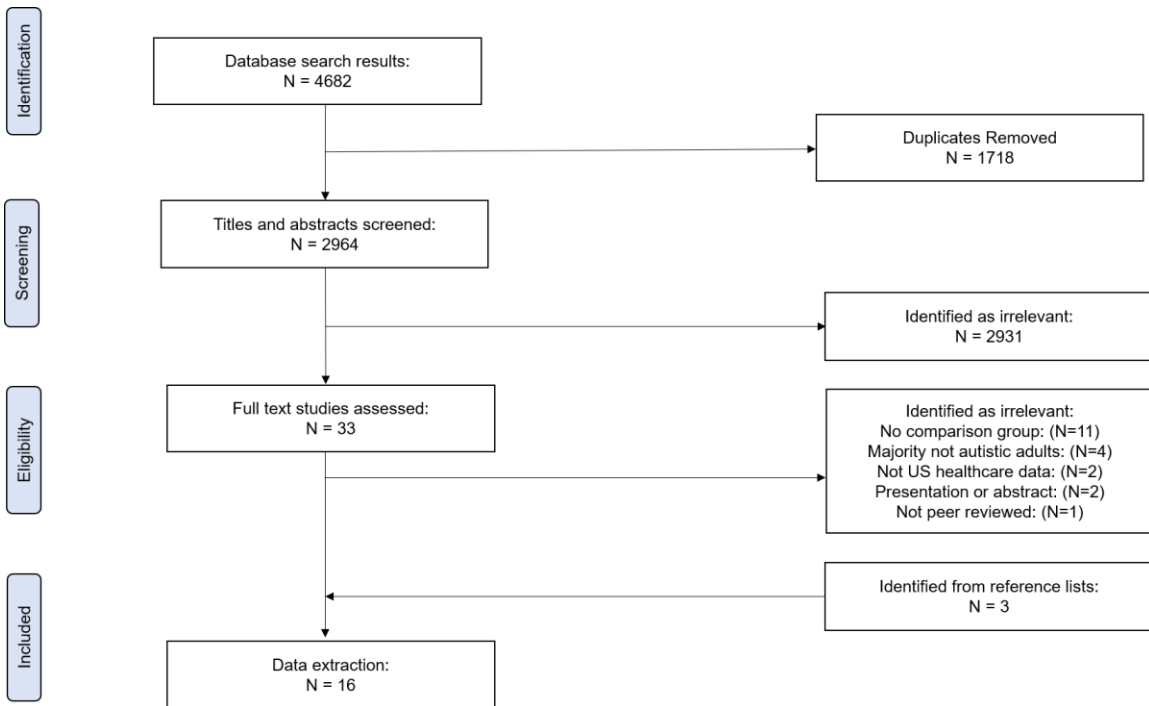 Identification
Database search results:
N = 4682
Duplicates Removed
N = 1718
Screening
Titles and abstracts screened:
N = 2964
Identified as irrelevant:
N = 2931
Eligibility
Full text studies assessed:
N = 33
Identified as irrelevant:
No comparison group: (N=11)
Majority not autistic adults: (N=4)
Not US healthcare data: (N=2)
Presentation or abstract: (N=2)
Not peer reviewed: (N=1)
Included
Identified from reference lists:
N = 3
Data extraction:
N = 16